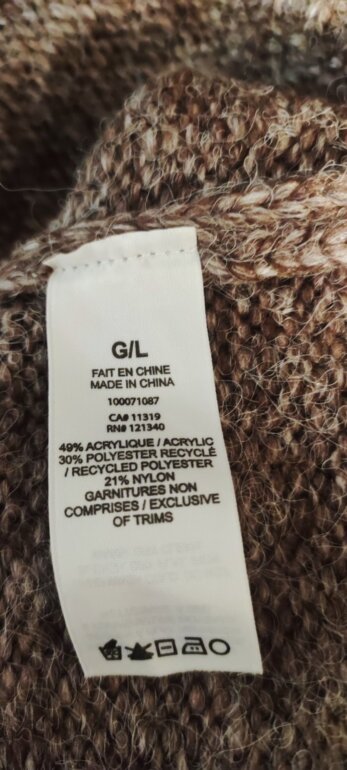 G/L
FAIT EN CHINE
MADE IN CHINA
100071087
CA# 11319
RN# 121340
49% ACRYLIQUE / ACRYLIC
30% POLYESTER RECYCLÉ
/ RECYCLED POLYESTER
21% NYLON
GARNITURES NON
COMPRISES / EXCLUSIVE
OF TRIMS